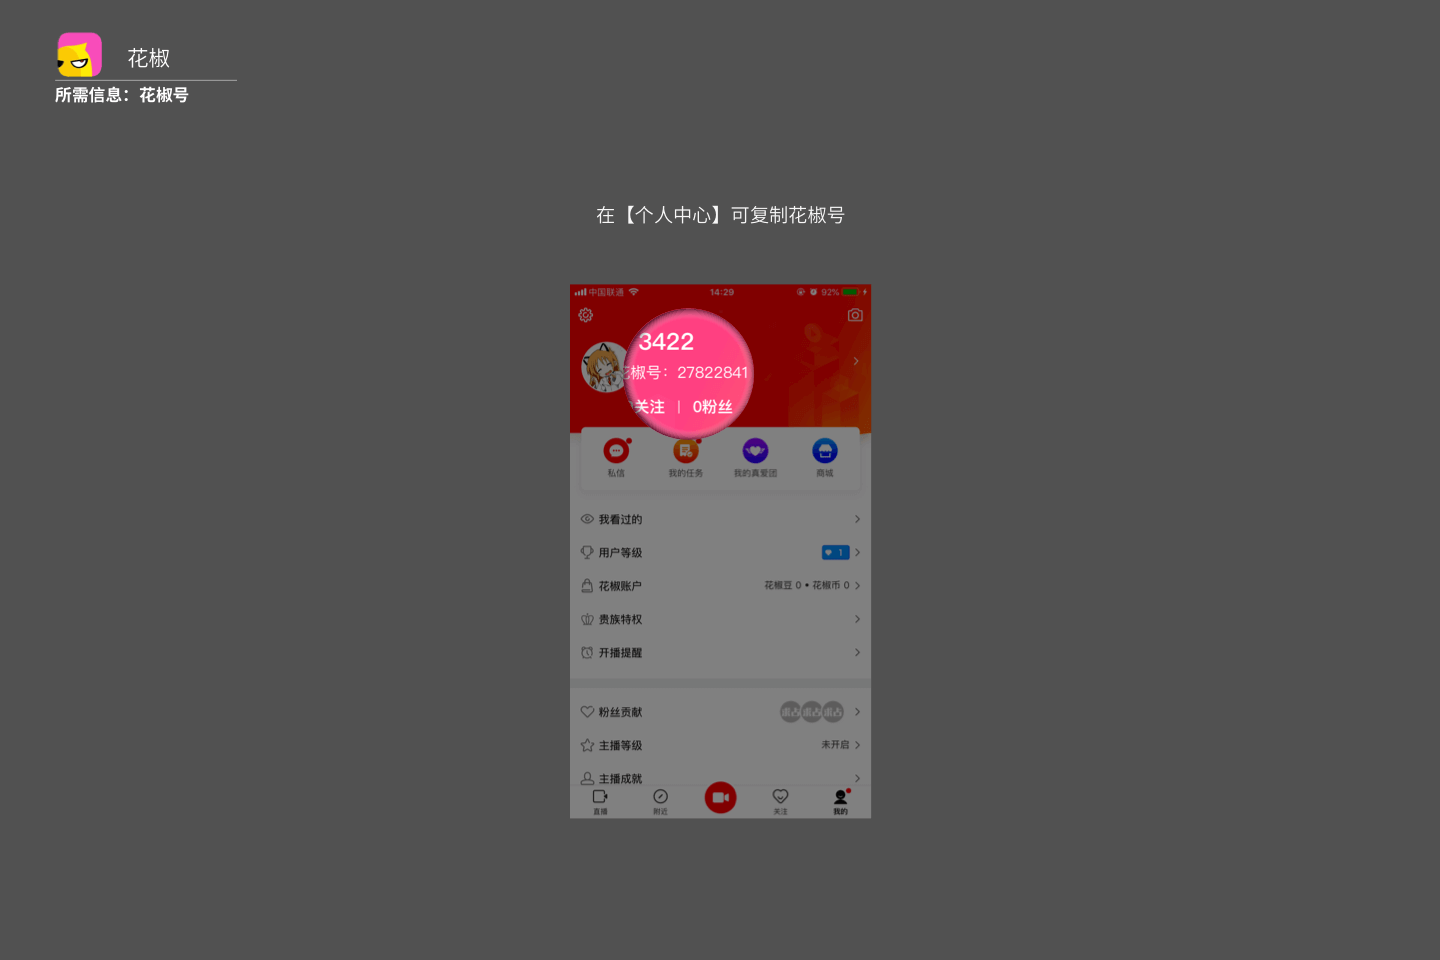 花椒
所需信息：花椒号
在【个人中心】可复制花椒号
中国联通 14:29 92%
3422
椒号：27822841
关注 | 0粉丝
私信 我的任务 我的真爱团 商城
我看过的
用户等级 1
花椒账户 花椒豆 0 • 花椒币 0
贵族特权
开播提醒
粉丝贡献
主播等级 未开启
主播成就
直播 附近 关注 我的